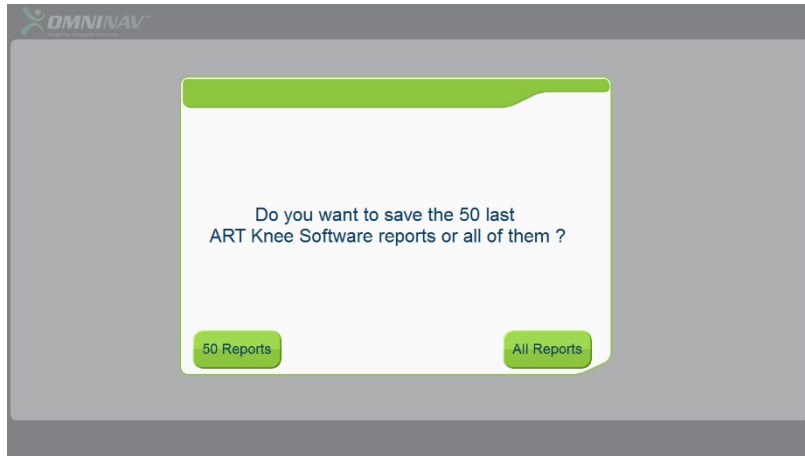 OMNINAV™
Do you want to save the 50 last
ART Knee Software reports or all of them ?
50 Reports
All Reports